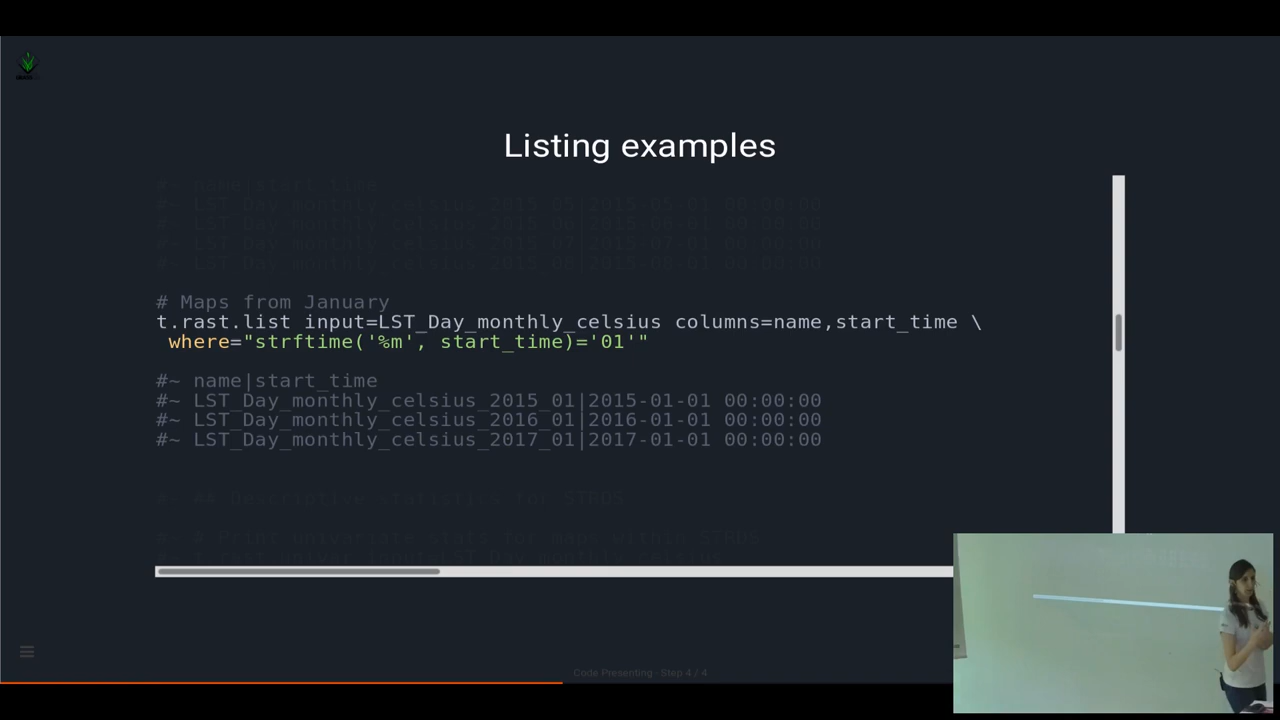 Listing examples
#~ name|start_time
#~ LST_Day_monthly_celsius_2015_05|2015-05-01 00:00:00
#~ LST_Day_monthly_celsius_2015_06|2015-06-01 00:00:00
#~ LST_Day_monthly_celsius_2015_07|2015-07-01 00:00:00
#~ LST_Day_monthly_celsius_2015_08|2015-08-01 00:00:00
# Maps from January
t.rast.list input=LST_Day_monthly_celsius columns=name,start_time \
where="strftime('%m', start_time)='01'"
#~ name|start_time
#~ LST_Day_monthly_celsius_2015_01|2015-01-01 00:00:00
#~ LST_Day_monthly_celsius_2016_01|2016-01-01 00:00:00
#~ LST_Day_monthly_celsius_2017_01|2017-01-01 00:00:00
#~ ## Descriptive statistics for STRDS
#~ # Print univariate stats for maps within STRDS
#~ t.rast.univar input=LST_Day_monthly_celsius
Code Presenting · Step 4 / 4